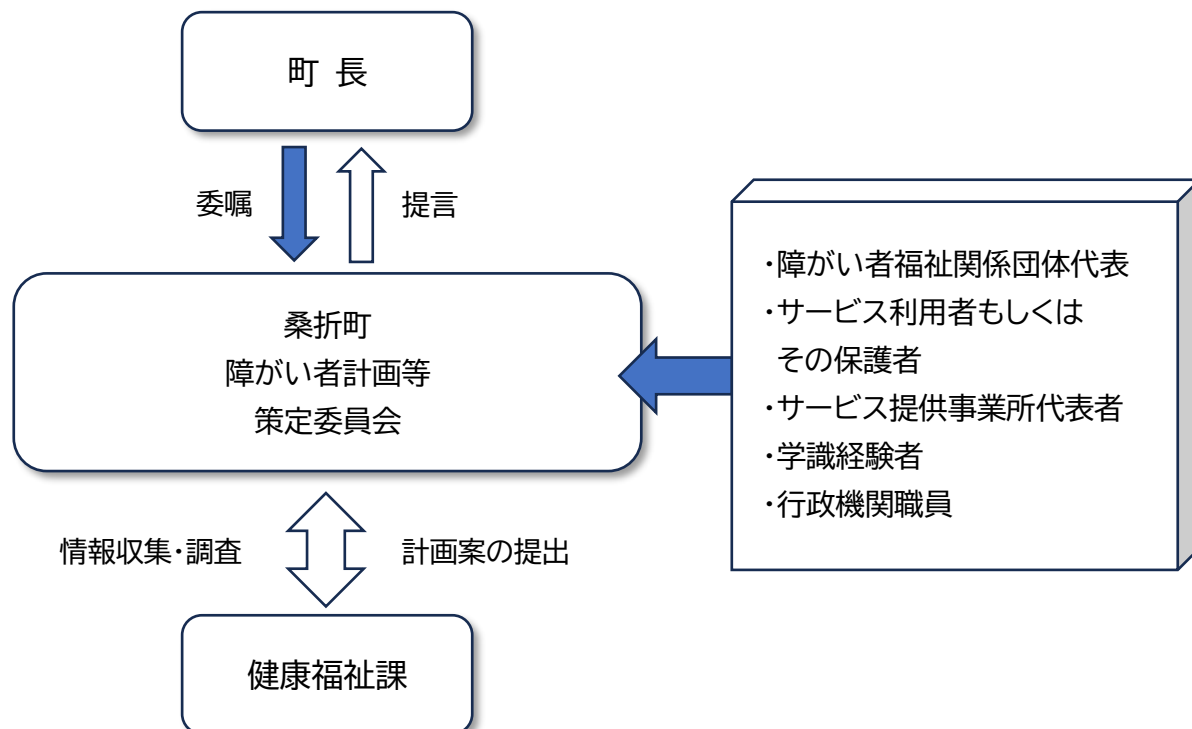 町 長
委嘱
提言
桑折町
障がい者計画等
策定委員会
・障がい者福祉関係団体代表
・サービス利用者もしくは
その保護者
・サービス提供事業所代表者
・学識経験者
・行政機関職員
情報収集・調査
計画案の提出
健康福祉課